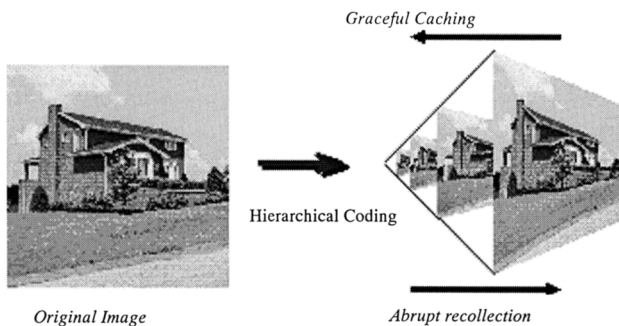 Graceful Caching
Hierarchical Coding
Original Image
Abrupt recollection